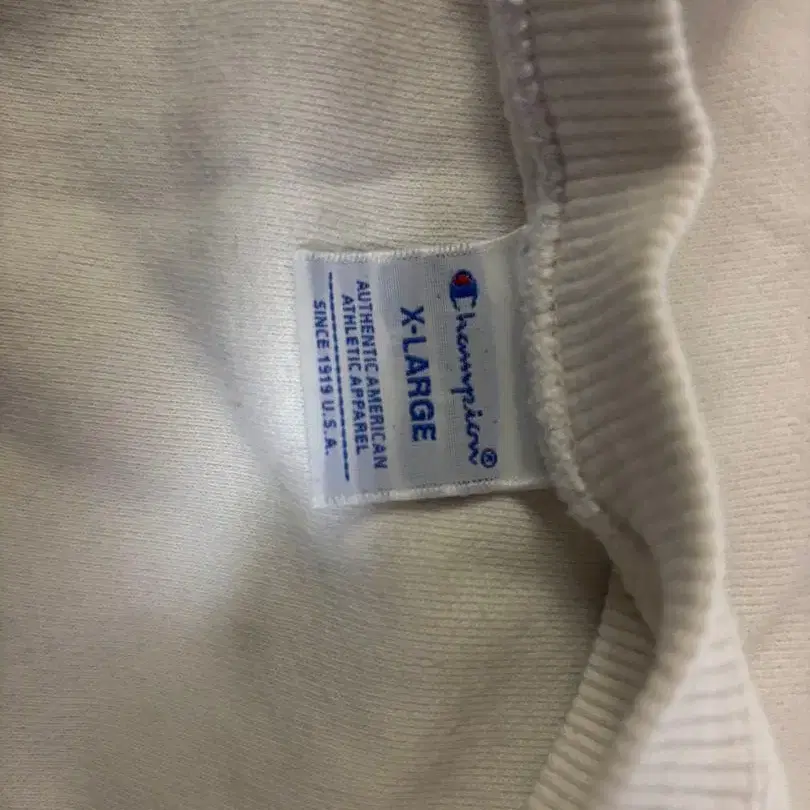 Champion®
X-LARGE
AUTHENTIC AMERICAN
ATHLETIC APPAREL
SINCE 1919 U.S.A.